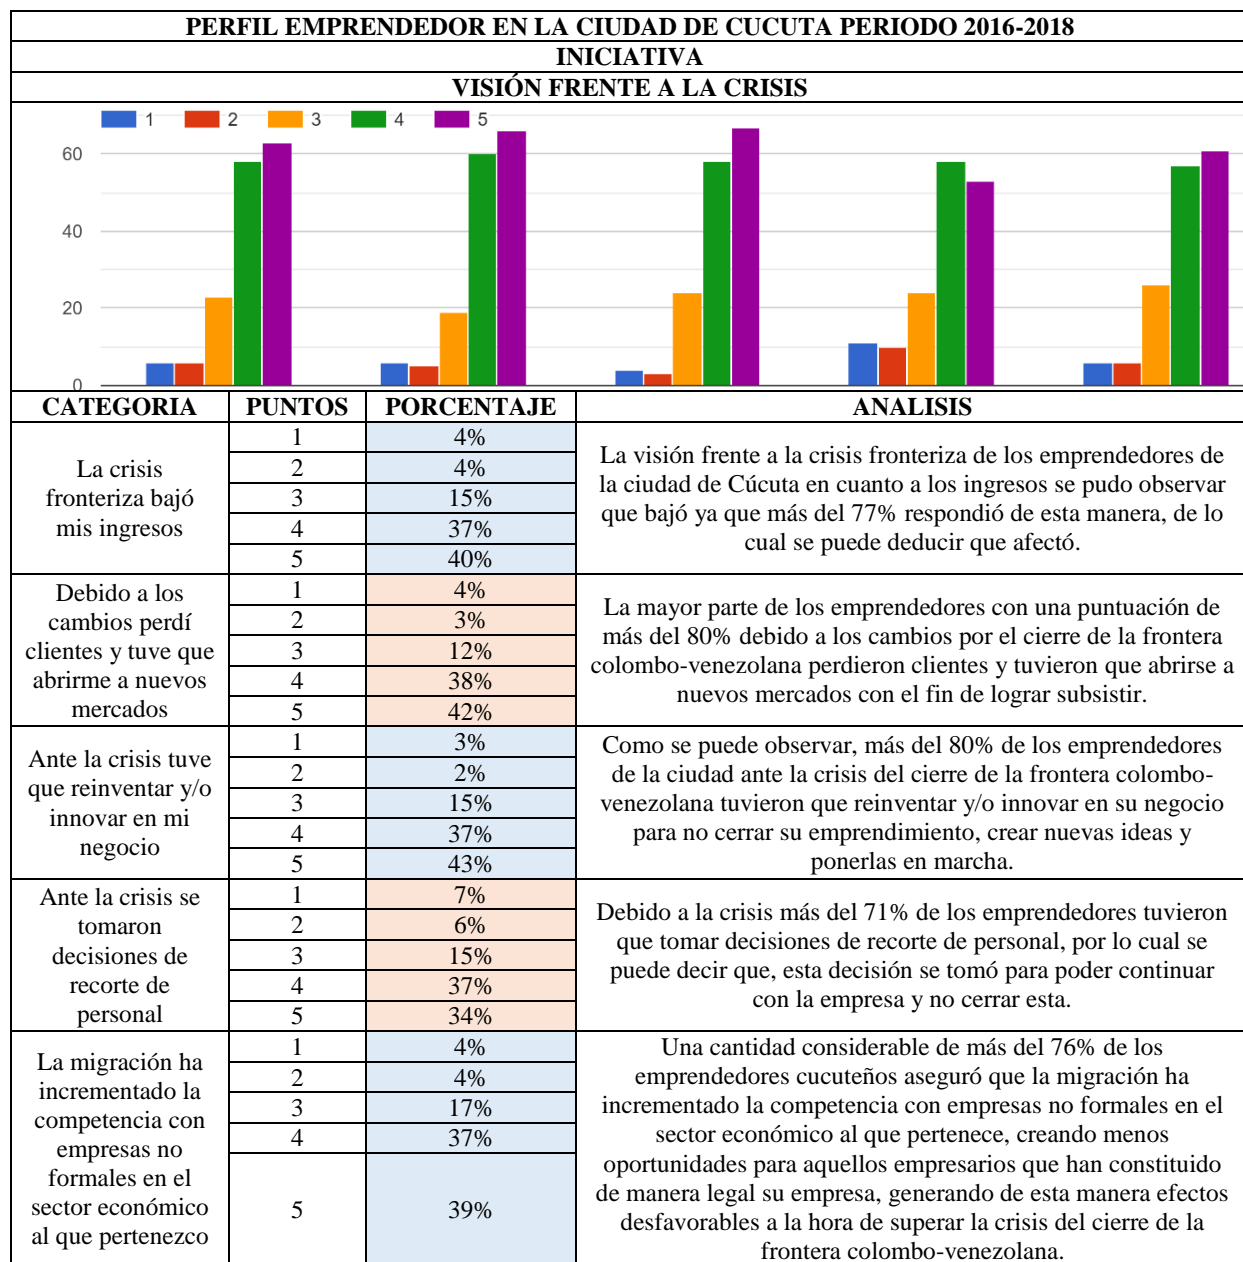 PERFIL EMPRENDEDOR EN LA CIUDAD DE CUCUTA PERIODO 2016-2018
INICIATIVA
VISIÓN FRENTE A LA CRISIS
1 2 3 4 5
60
40
20
0
CATEGORIA PUNTOS PORCENTAJE ANALISIS
La crisis
fronteriza bajó
mis ingresos
1 4%
2 4%
3 15%
4 37%
5 40%
La visión frente a la crisis fronteriza de los emprendedores de
la ciudad de Cúcuta en cuanto a los ingresos se pudo observar
que bajó ya que más del 77% respondió de esta manera, de lo
cual se puede deducir que afectó.
Debido a los
cambios perdí
clientes y tuve que
abrirme a nuevos
mercados
1 4%
2 3%
3 12%
4 38%
5 42%
La mayor parte de los emprendedores con una puntuación de
más del 80% debido a los cambios por el cierre de la frontera
colombo-venezolana perdieron clientes y tuvieron que abrirse a
nuevos mercados con el fin de lograr subsistir.
Ante la crisis tuve
que reinventar y/o
innovar en mi
negocio
1 3%
2 2%
3 15%
4 37%
5 43%
Como se puede observar, más del 80% de los emprendedores
de la ciudad ante la crisis del cierre de la frontera colombo-
venezolana tuvieron que reinventar y/o innovar en su negocio
para no cerrar su emprendimiento, crear nuevas ideas y
ponerlas en marcha.
Ante la crisis se
tomaron
decisiones de
recorte de
personal
1 7%
2 6%
3 15%
4 37%
5 34%
Debido a la crisis más del 71% de los emprendedores tuvieron
que tomar decisiones de recorte de personal, por lo cual se
puede decir que, esta decisión se tomó para poder continuar
con la empresa y no cerrar esta.
La migración ha
incrementado la
competencia con
empresas no
formales en el
sector económico
al que pertenezco
1 4%
2 4%
3 17%
4 37%
5 39%
Una cantidad considerable de más del 76% de los
emprendedores cucuteños aseguró que la migración ha
incrementado la competencia con empresas no formales en el
sector económico al que pertenece, creando menos
oportunidades para aquellos empresarios que han constituido
de manera legal su empresa, generando de esta manera efectos
desfavorables a la hora de superar la crisis del cierre de la
frontera colombo-venezolana.